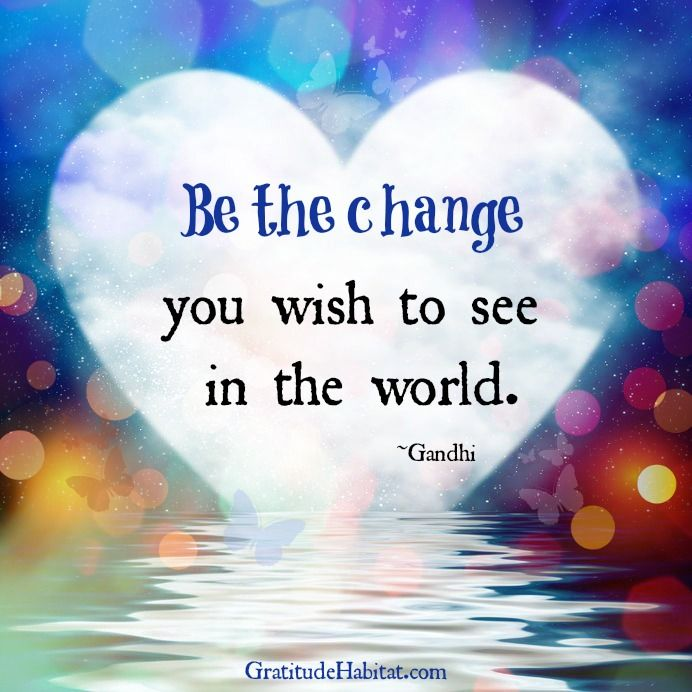 Be the change
you wish to see
in the world.
~Gandhi
GratitudeHabitat.com